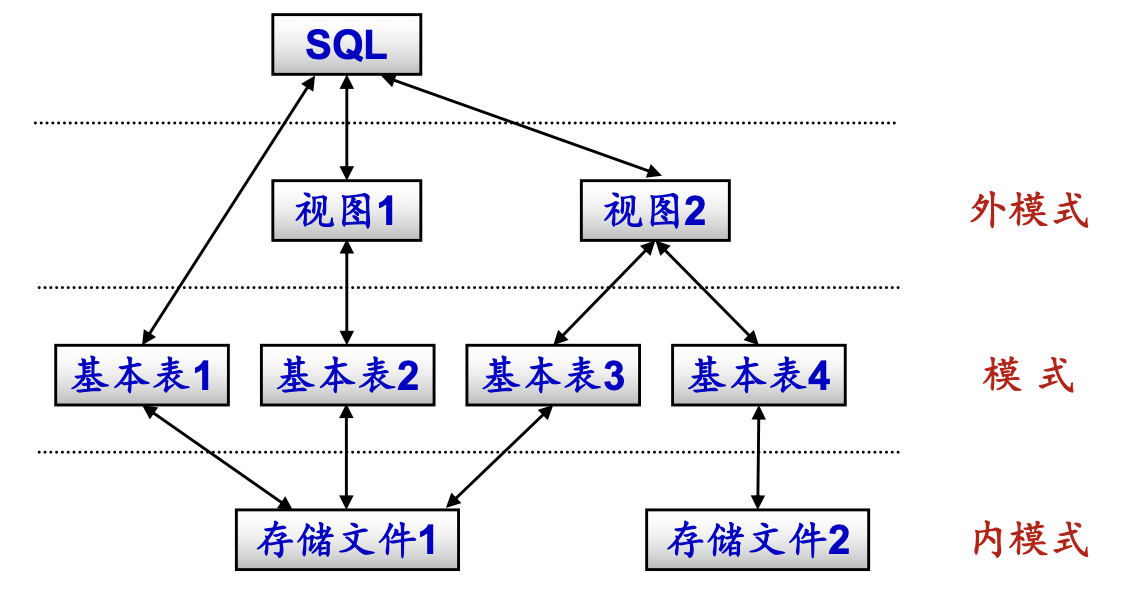 SQL
视图1
视图2
外模式
基本表1
基本表2
基本表3
基本表4
模 式
存储文件1
存储文件2
内模式